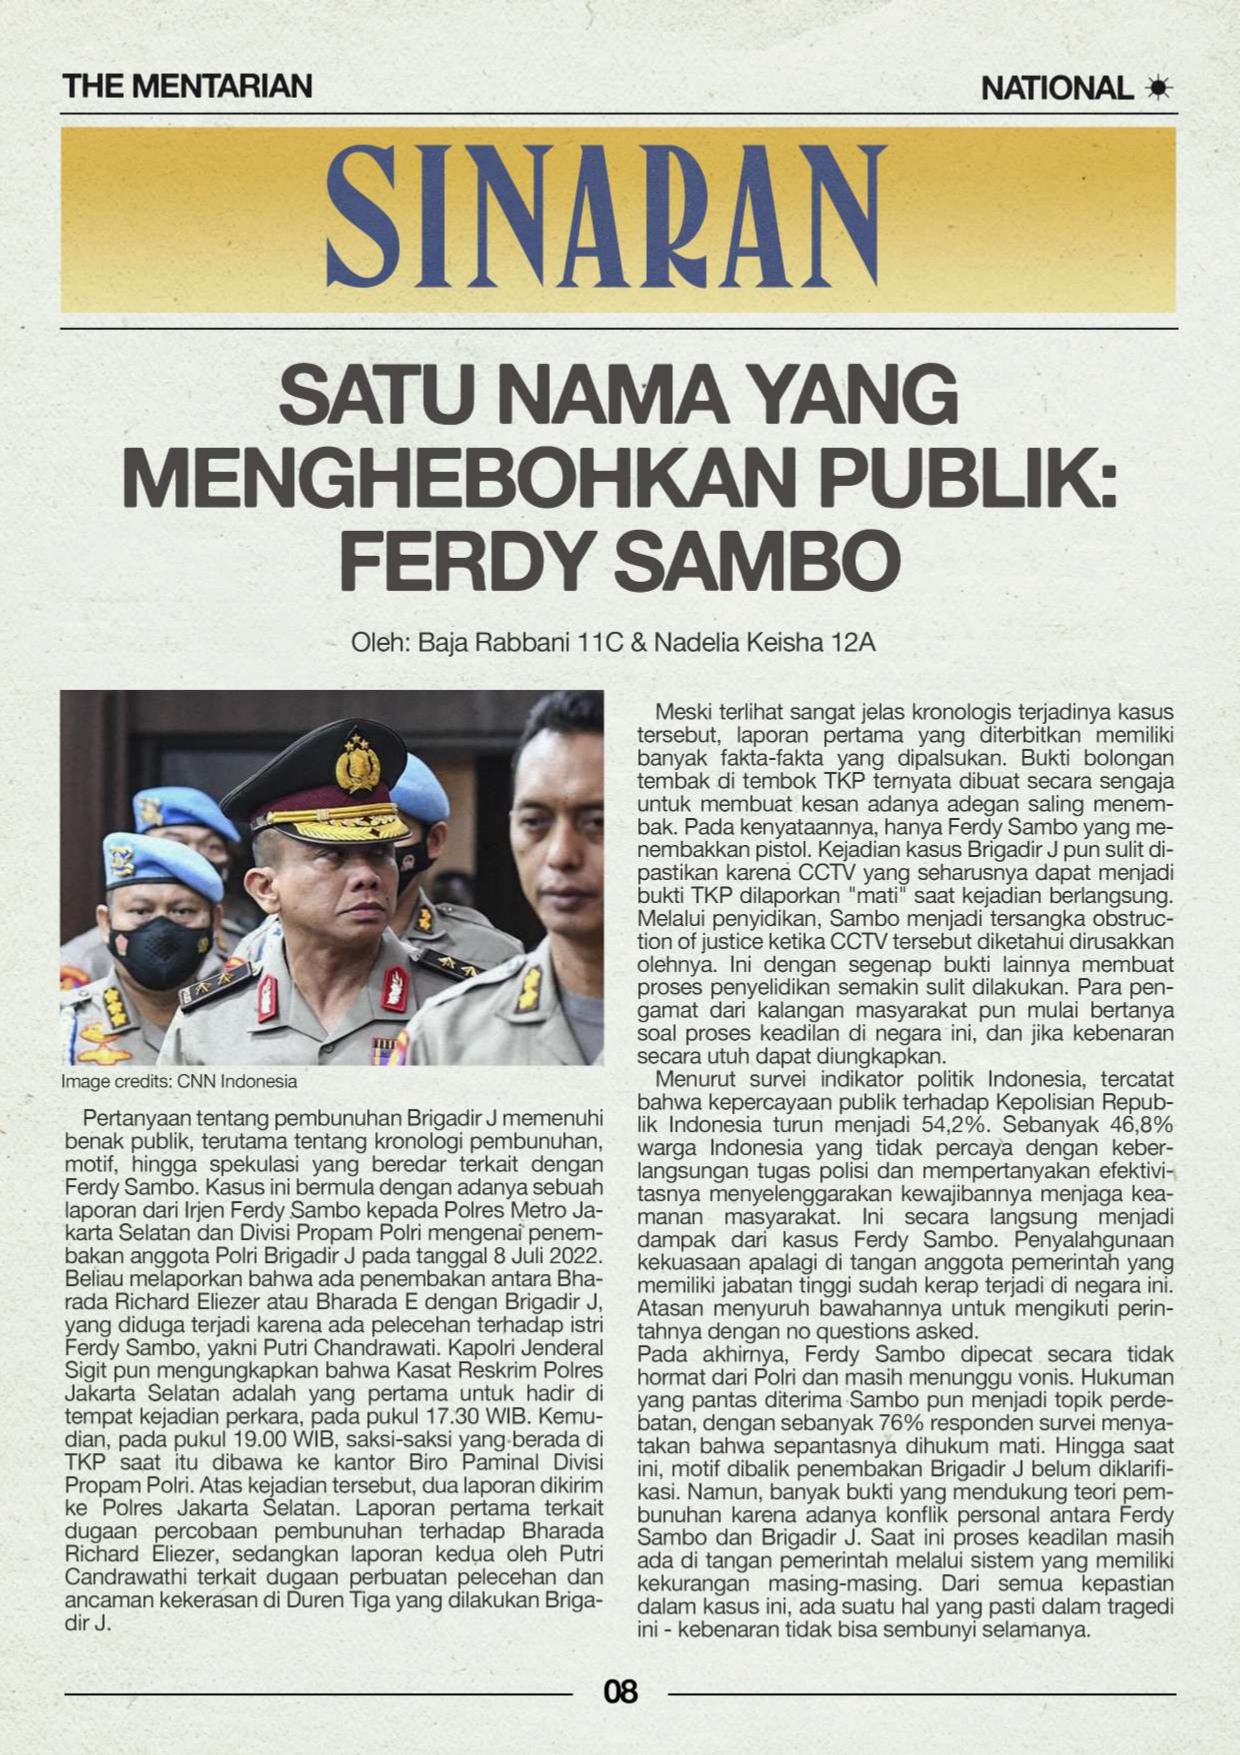 THE MENTARIAN
NATIONAL
SINARAN
SATU NAMA YANG
MENGHEBOHKAN PUBLIK:
FERDY SAMBO
Oleh: Baja Rabbani 11C & Nadelia Keisha 12A
Image credits: CNN Indonesia
Pertanyaan tentang pembunuhan Brigadir J memenuhi
benak publik, terutama tentang kronologi pembunuhan,
motif, hingga spekulasi yang beredar terkait dengan
Ferdy Sambo. Kasus ini bermula dengan adanya sebuah
laporan dari Irjen Ferdy Sambo kepada Polres Metro Ja-
karta Selatan dan Divisi Propam Polri mengenai penem-
bakan anggota Polri Brigadir J pada tanggal 8 Juli 2022.
Beliau melaporkan bahwa ada penembakan antara Bha-
rada Richard Eliezer atau Bharada E dengan Brigadir J,
yang diduga terjadi karena ada pelecehan terhadap istri
Ferdy Sambo, yakni Putri Chandrawati. Kapolri Jenderal
Sigit pun mengungkapkan bahwa Kasat Reskrim Polres
Jakarta Selatan adalah yang pertama untuk hadir di
tempat kejadian perkara, pada pukul 17.30 WIB. Kemu-
dian, pada pukul 19.00 WIB, saksi-saksi yang berada di
TKP saat itu dibawa ke kantor Biro Paminal Divisi
Propam Polri. Atas kejadian tersebut, dua laporan dikirim
ke Polres Jakarta Selatan. Laporan pertama terkait
dugaan percobaan pembunuhan terhadap Bharada
Richard Eliezer, sedangkan laporan kedua oleh Putri
Candrawathi terkait dugaan perbuatan pelecehan dan
ancaman kekerasan di Duren Tiga yang dilakukan Briga-
dir J.
Meski terlihat sangat jelas kronologis terjadinya kasus
tersebut, laporan pertama yang diterbitkan memiliki
banyak fakta-fakta yang dipalsukan. Bukti bolongan
tembak di tembok TKP ternyata dibuat secara sengaja
untuk membuat kesan adanya adegan saling menem-
bak. Pada kenyataannya, hanya Ferdy Sambo yang me-
nembakkan pistol. Kejadian kasus Brigadir J pun sulit di-
pastikan karena CCTV yang seharusnya dapat menjadi
bukti TKP dilaporkan "mati" saat kejadian berlangsung.
Melalui penyidikan, Sambo menjadi tersangka obstruc-
tion of justice ketika CCTV tersebut diketahui dirusakkan
olehnya. Ini dengan segenap bukti lainnya membuat
proses penyelidikan semakin sulit dilakukan. Para pen-
gamat dari kalangan masyarakat pun mulai bertanya
soal proses keadilan di negara ini, dan jika kebenaran
secara utuh dapat diungkapkan.
Menurut survei indikator politik Indonesia, tercatat
bahwa kepercayaan publik terhadap Kepolisian Repub-
lik Indonesia turun menjadi 54,2%. Sebanyak 46,8%
warga Indonesia yang tidak percaya dengan keber-
langsungan tugas polisi dan mempertanyakan efektivi-
tasnya menyelenggarakan kewajibannya menjaga kea-
manan masyarakat. Ini secara langsung menjadi
dampak dari kasus Ferdy Sambo. Penyalahgunaan
kekuasaan apalagi di tangan anggota pemerintah yang
memiliki jabatan tinggi sudah kerap terjadi di negara ini.
Atasan menyuruh bawahannya untuk mengikuti perin-
tahnya dengan no questions asked.
Pada akhirnya, Ferdy Sambo dipecat secara tidak
hormat dari Polri dan masih menunggu vonis. Hukuman
yang pantas diterima Sambo pun menjadi topik perde-
batan, dengan sebanyak 76% responden survei menya-
takan bahwa sepantasnya dihukum mati. Hingga saat
ini, motif dibalik penembakan Brigadir J belum diklarifi-
kasi. Namun, banyak bukti yang mendukung teori pem-
bunuhan karena adanya konflik personal antara Ferdy
Sambo dan Brigadir J. Saat ini proses keadilan masih
ada di tangan pemerintah melalui sistem yang memiliki
kekurangan masing-masing. Dari semua kepastian
dalam kasus ini, ada suatu hal yang pasti dalam tragedi
ini - kebenaran tidak bisa sembunyi selamanya.
08